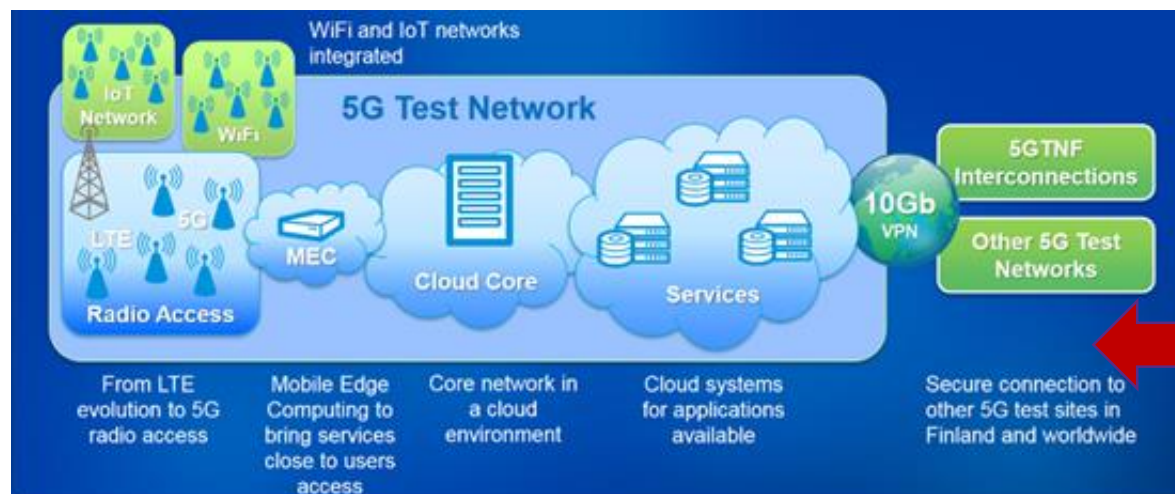 WiFi and IoT networks
integrated
IoT
Network
WiFi
5G Test Network
5G
LTE
Radio Access
MEC
Cloud Core
Services
10Gb
VPN
5GTNF
Interconnections
Other 5G Test
Networks
From LTE
evolution to 5G
radio access
Mobile Edge
Computing to
bring services
close to users
access
Core network in
a cloud
environment
Cloud systems
for applications
available
Secure connection to
other 5G test sites in
Finland and worldwide